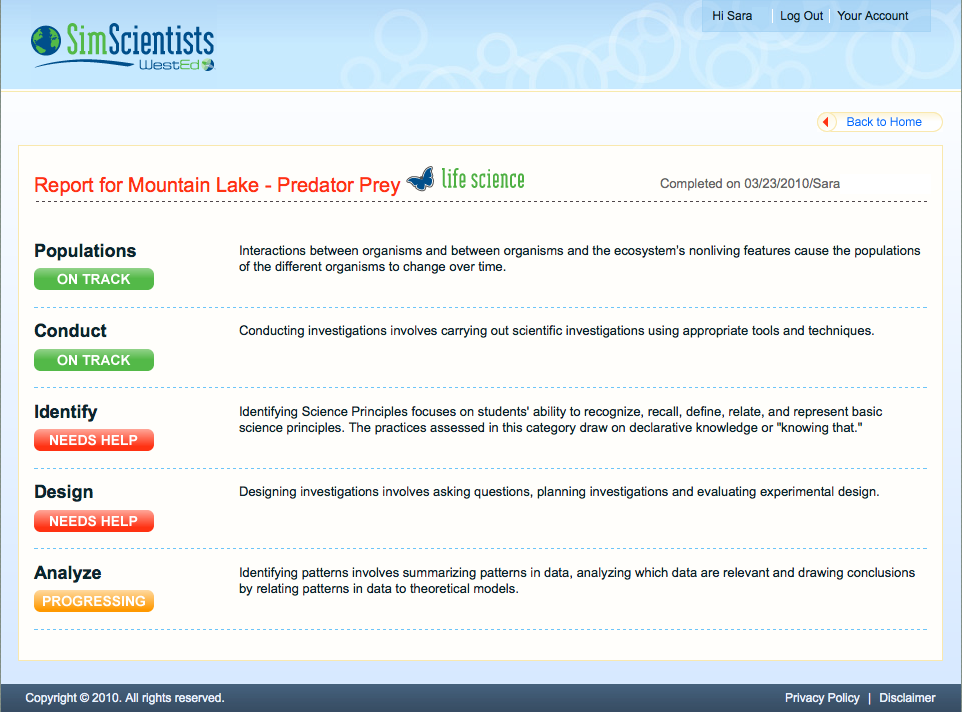 Hi Sara | Log Out | Your Account
SimScientists
WestEd
Back to Home
Report for Mountain Lake - Predator Prey life science Completed on 03/23/2010/Sara
Populations
ON TRACK
Interactions between organisms and between organisms and the ecosystem's nonliving features cause the populations
of the different organisms to change over time.
Conduct
ON TRACK
Conducting investigations involves carrying out scientific investigations using appropriate tools and techniques.
Identify
NEEDS HELP
Identifying Science Principles focuses on students' ability to recognize, recall, define, relate, and represent basic
science principles. The practices assessed in this category draw on declarative knowledge or "knowing that."
Design
NEEDS HELP
Designing investigations involves asking questions, planning investigations and evaluating experimental design.
Analyze
PROGRESSING
Identifying patterns involves summarizing patterns in data, analyzing which data are relevant and drawing conclusions
by relating patterns in data to theoretical models.
Copyright © 2010. All rights reserved. Privacy Policy | Disclaimer